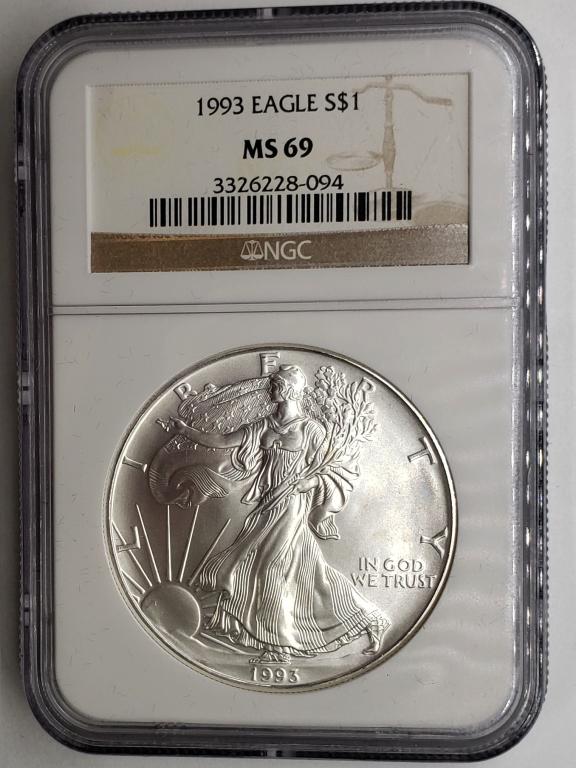 1993 EAGLE S$1
MS 69
3326228-094
NGC
LIBERTY
IN GOD
WE TRUST
1993